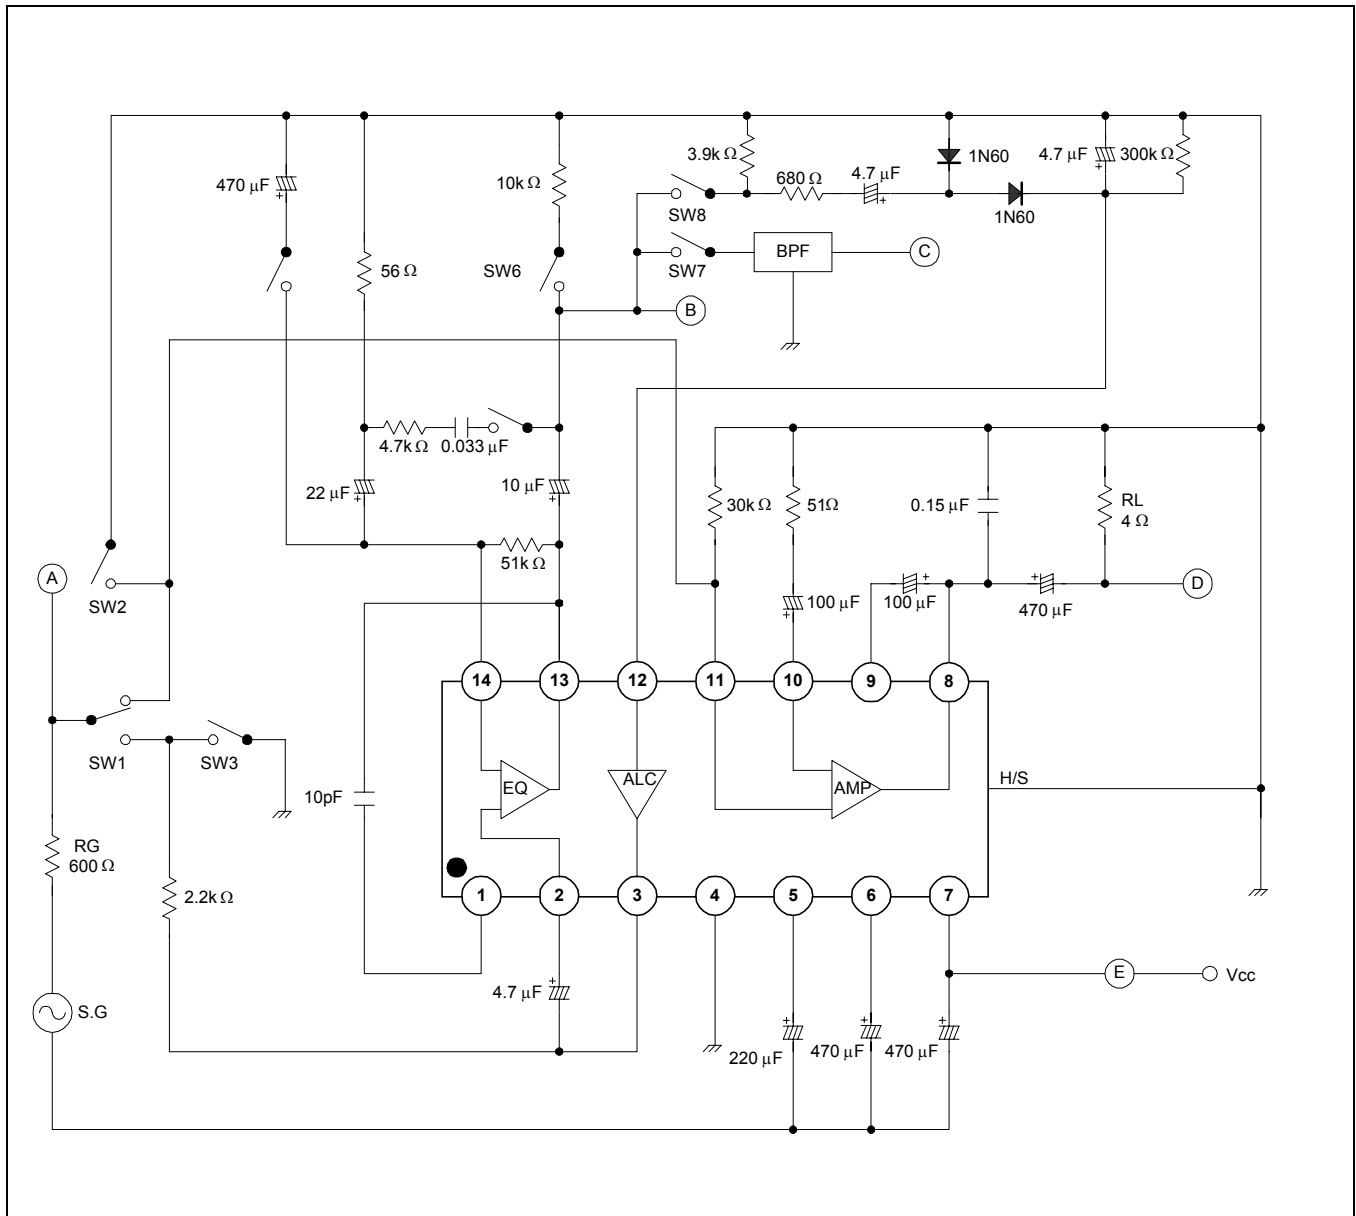 470 μF
+
56 Ω
10k Ω
SW6
3.9k Ω
680 Ω
4.7 μF
+
1N60
1N60
4.7 μF
+
300k Ω
SW8
SW7
BPF
C
B
4.7k Ω
0.033 μF
22 μF
+
10 μF
+
51k Ω
30k Ω
51Ω
0.15 μF
RL
4 Ω
A
SW2
100 μF
+
100 μF
+
470 μF
+
D
14
13
12
11
10
9
8
SW1
SW3
EQ
ALC
AMP
H/S
10pF
RG
600 Ω
2.2k Ω
1
2
3
4
5
6
7
4.7 μF
+
E
Vcc
S.G
220 μF
+
470 μF
+
470 μF
+